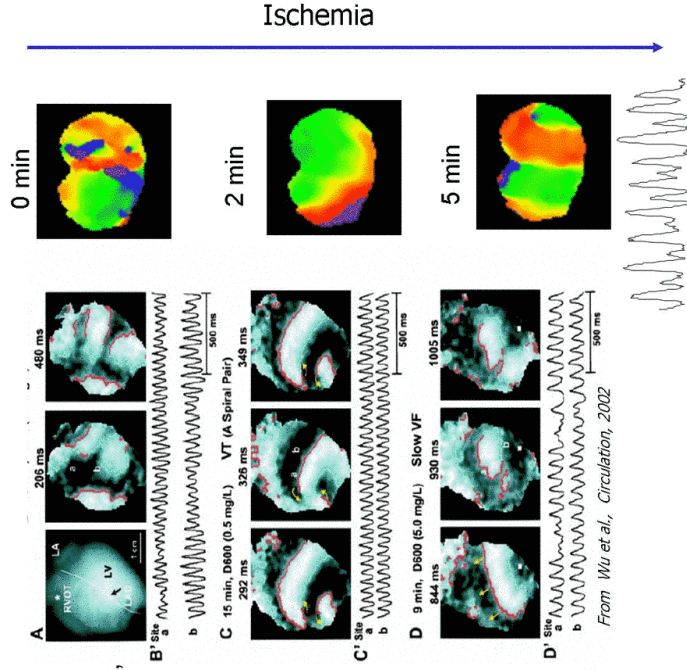 Ischemia
0 min
2 min
5 min
A
LA
RVOT
*
LV
1 cm
206 ms
480 ms
B' Site
a
b
a
b
500 ms
C
15 min, D600 (0.5 mg/L)
VT (A Spiral Pair)
292 ms
326 ms
349 ms
a
b
C' Site
a
b
500 ms
D
9 min, D600 (5.0 mg/L)
Slow VF
844 ms
930 ms
1005 ms
b
D' Site
a
b
500 ms
From Wu et al., Circulation, 2002